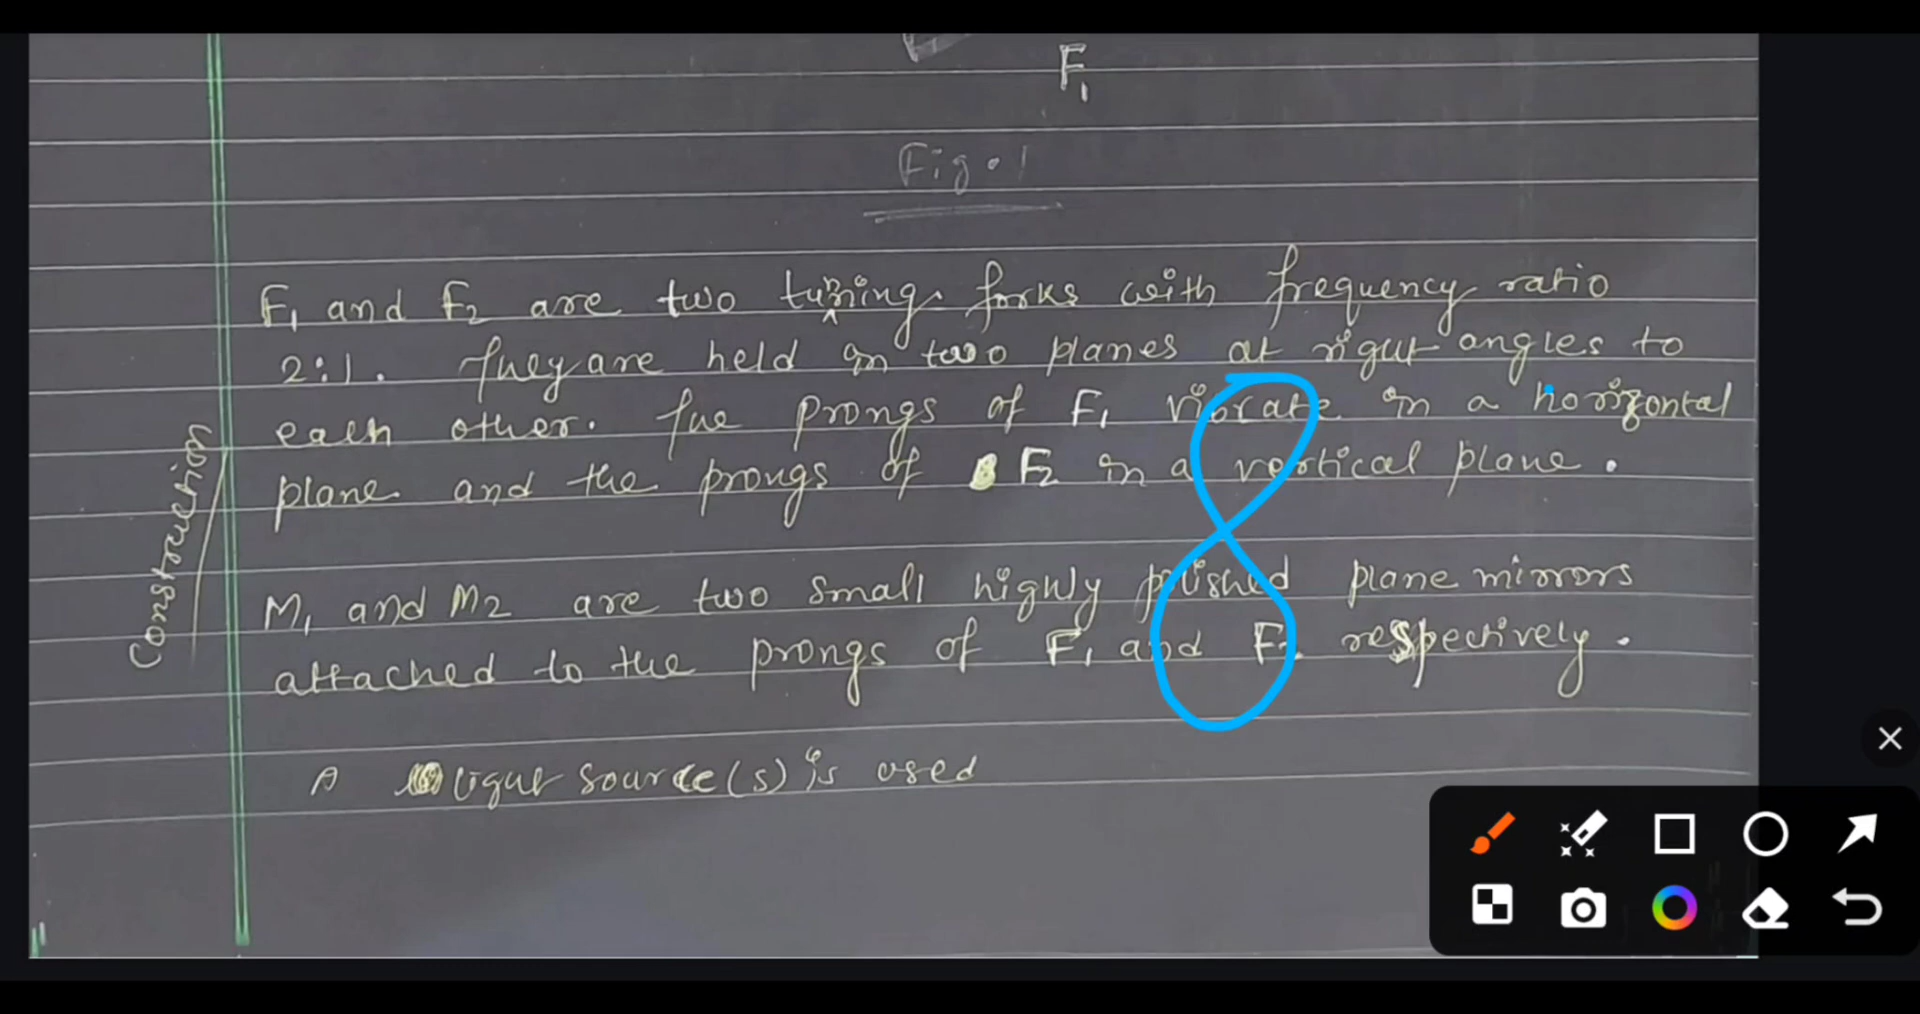 F1
Fig. 1
F1 and F2 are two tuning forks with frequency ratio
2:1. They are held in two planes at right angles to
each other. The prongs of F1 vibrate in a horizontal
plane and the prongs of F2 in a vertical plane.
Construction
M1 and M2 are two small highly polished plane mirrors
attached to the prongs of F1 and F2 respectively.
A light source (s) is used
8